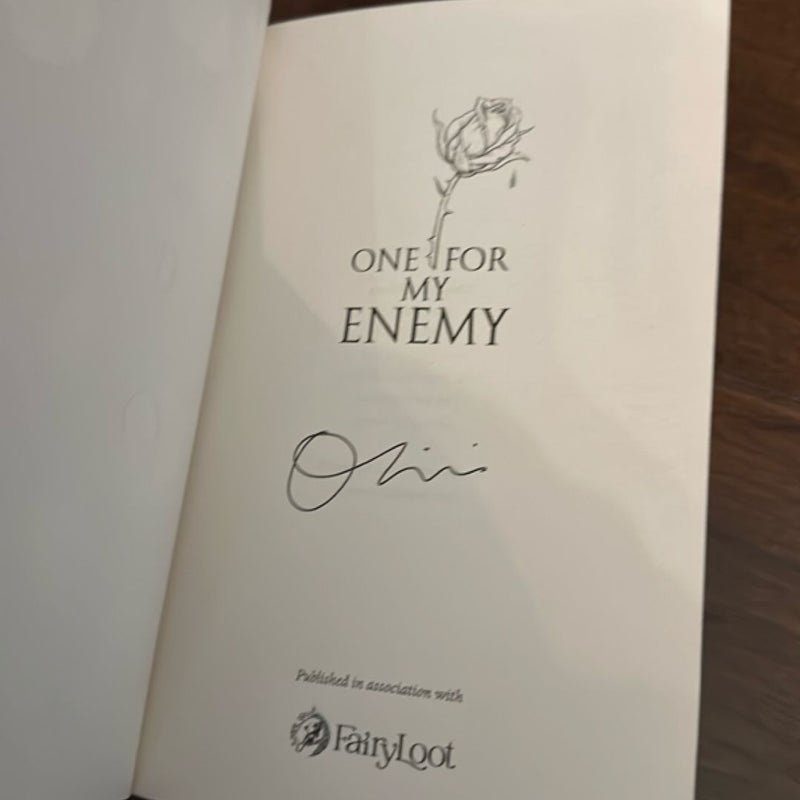 ONE FOR
MY
ENEMY
Published in association with
FairyLoot